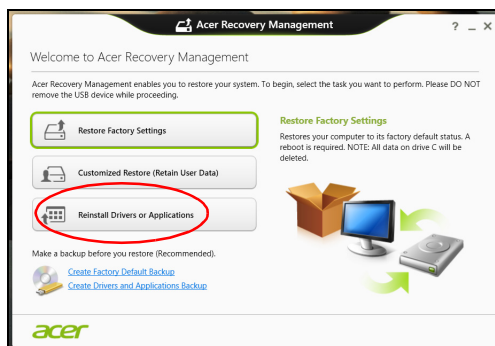 Acer Recovery Management
? _ X
Welcome to Acer Recovery Management
Acer Recovery Management enables you to restore your system. To begin, select the task you want to perform. Please DO NOT
remove the USB device while proceeding.
Restore Factory Settings
Customized Restore (Retain User Data)
Reinstall Drivers or Applications
Restore Factory Settings
Restores your computer to its factory default status. A
reboot is required. NOTE: All data on drive C will be
deleted.
Make a backup before you restore (Recommended).
Create Factory Default Backup
Create Drivers and Applications Backup
acer